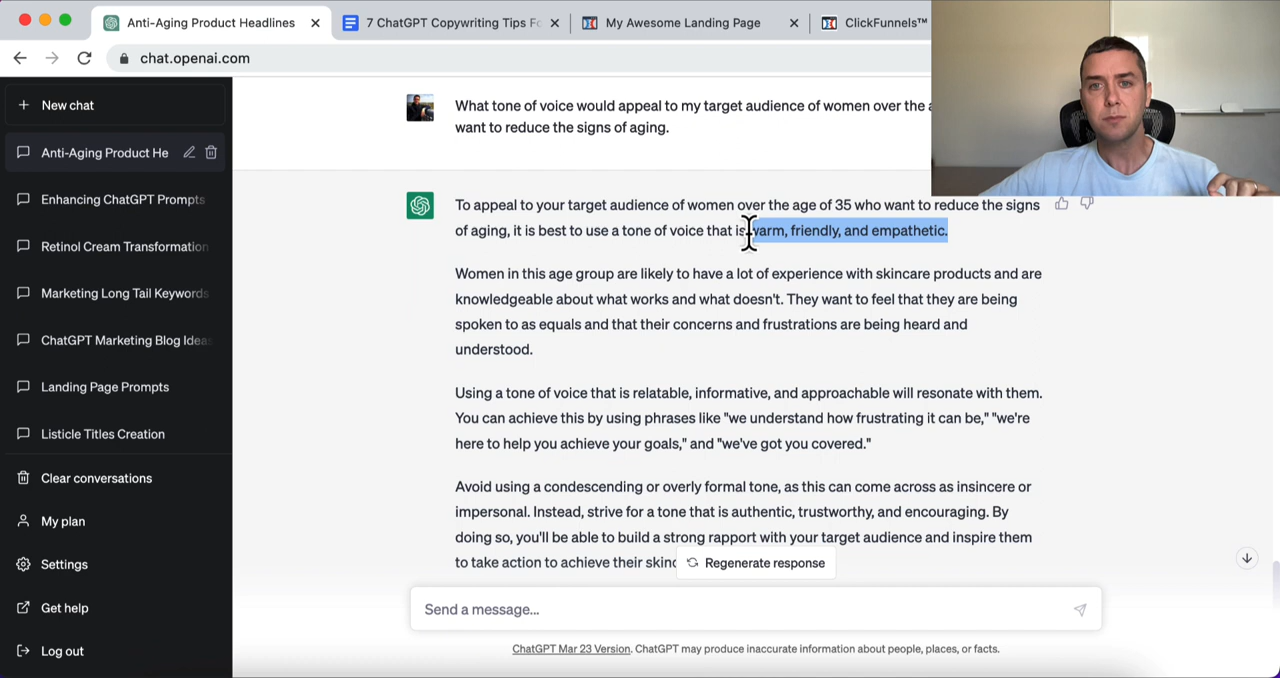 Anti-Aging Product Headlines
7 ChatGPT Copywriting Tips Fo
My Awesome Landing Page
ClickFunnels™
chat.openai.com
New chat
Anti-Aging Product He
Enhancing ChatGPT Prompts
Retinol Cream Transformation
Marketing Long Tail Keywords
ChatGPT Marketing Blog Ideas
Landing Page Prompts
Listicle Titles Creation
Clear conversations
My plan
Settings
Get help
Log out
What tone of voice would appeal to my target audience of women over the a
want to reduce the signs of aging.
To appeal to your target audience of women over the age of 35 who want to reduce the signs
of aging, it is best to use a tone of voice that is warm, friendly, and empathetic.
Women in this age group are likely to have a lot of experience with skincare products and are
knowledgeable about what works and what doesn't. They want to feel that they are being
spoken to as equals and that their concerns and frustrations are being heard and
understood.
Using a tone of voice that is relatable, informative, and approachable will resonate with them.
You can achieve this by using phrases like "we understand how frustrating it can be," "we're
here to help you achieve your goals," and "we've got you covered."
Avoid using a condescending or overly formal tone, as this can come across as insincere or
impersonal. Instead, strive for a tone that is authentic, trustworthy, and encouraging. By
doing so, you'll be able to build a strong rapport with your target audience and inspire them
to take action to achieve their skinc
Regenerate response
Send a message...
ChatGPT Mar 23 Version. ChatGPT may produce inaccurate information about people, places, or facts.